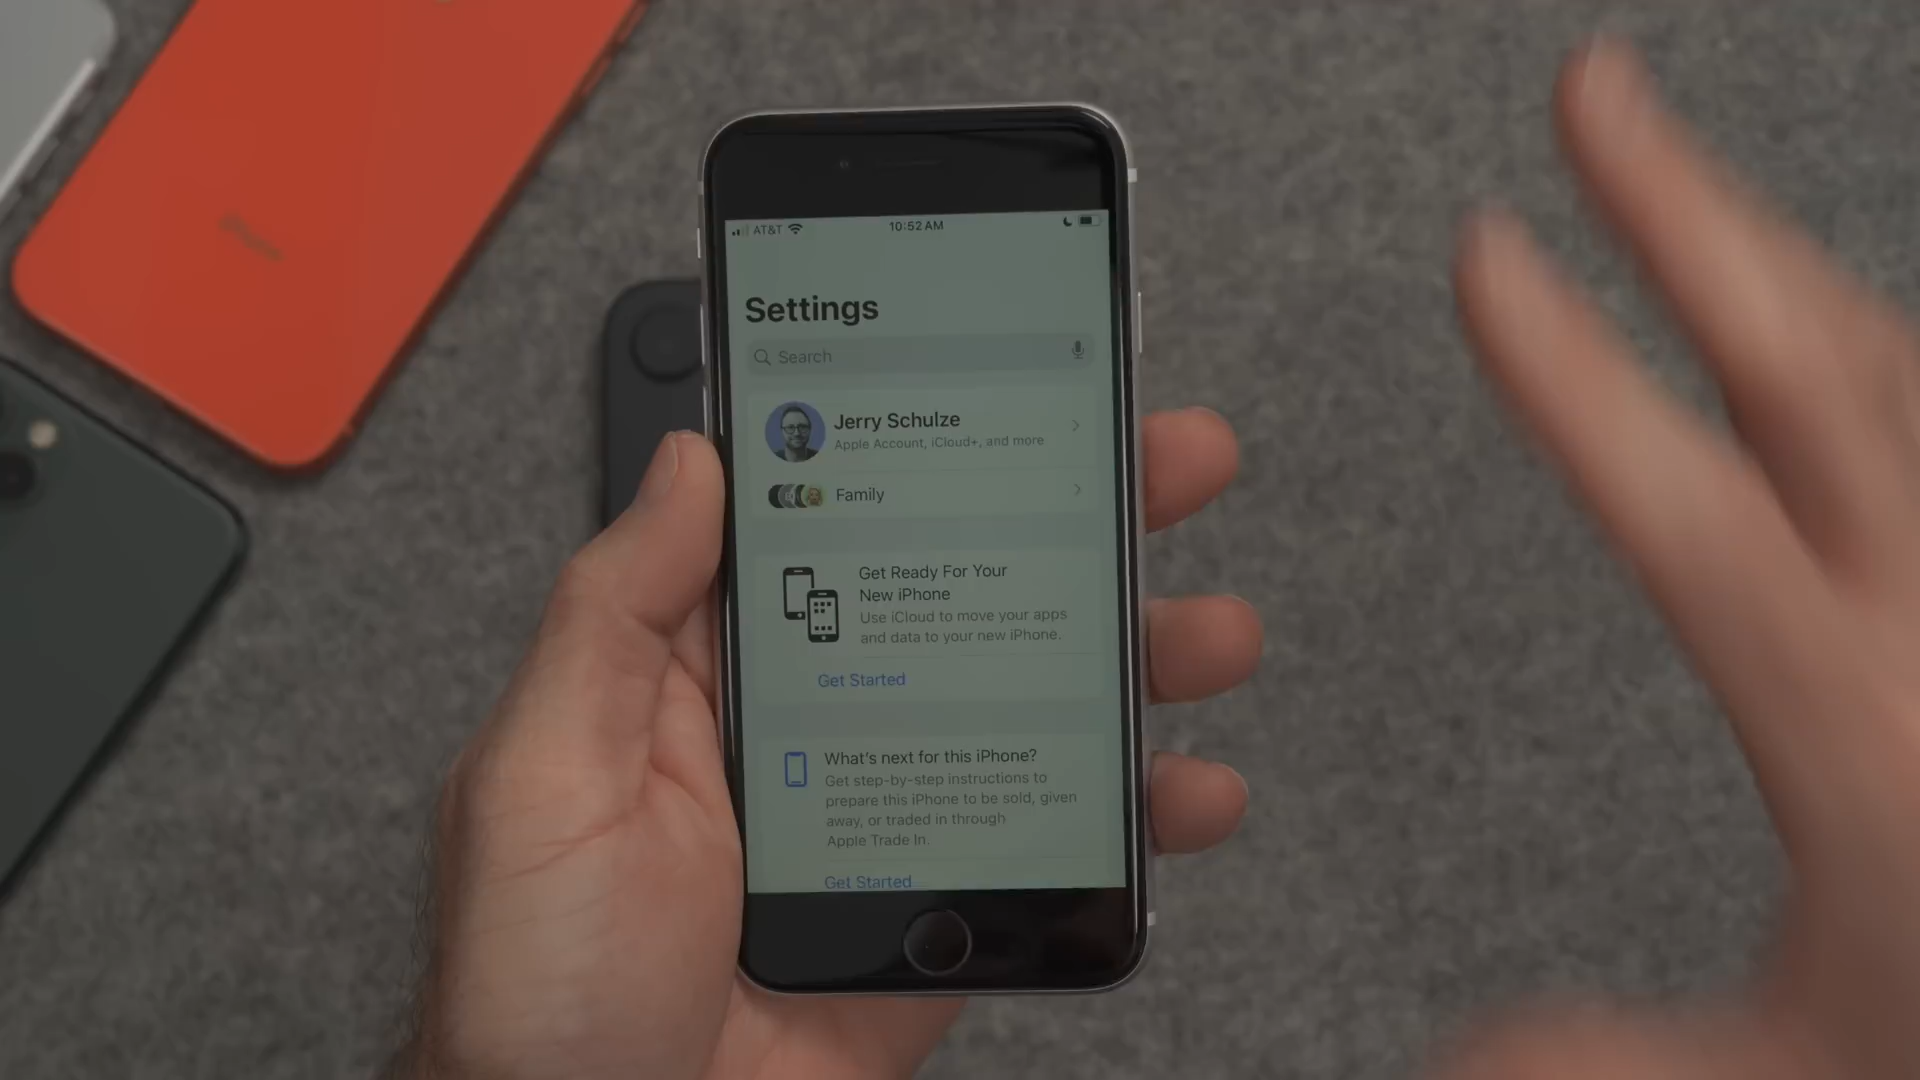 AT&T
10:52 AM
Settings
Search
Jerry Schulze
Apple Account, iCloud+, and more
Family
Get Ready For Your
New iPhone
Use iCloud to move your apps
and data to your new iPhone.
Get Started
What's next for this iPhone?
Get step-by-step instructions to
prepare this iPhone to be sold, given
away, or traded in through
Apple Trade In.
Get Started